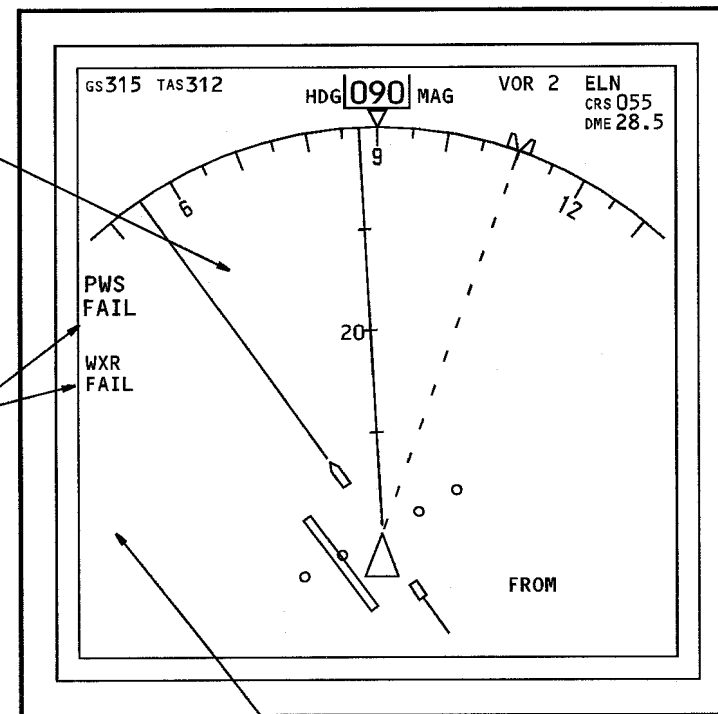 GS315 TAS312
HDG 090 MAG
VOR 2 ELN
CRS 055
DME 28.5
6
9
12
PWS
FAIL
20
WXR
FAIL
FROM